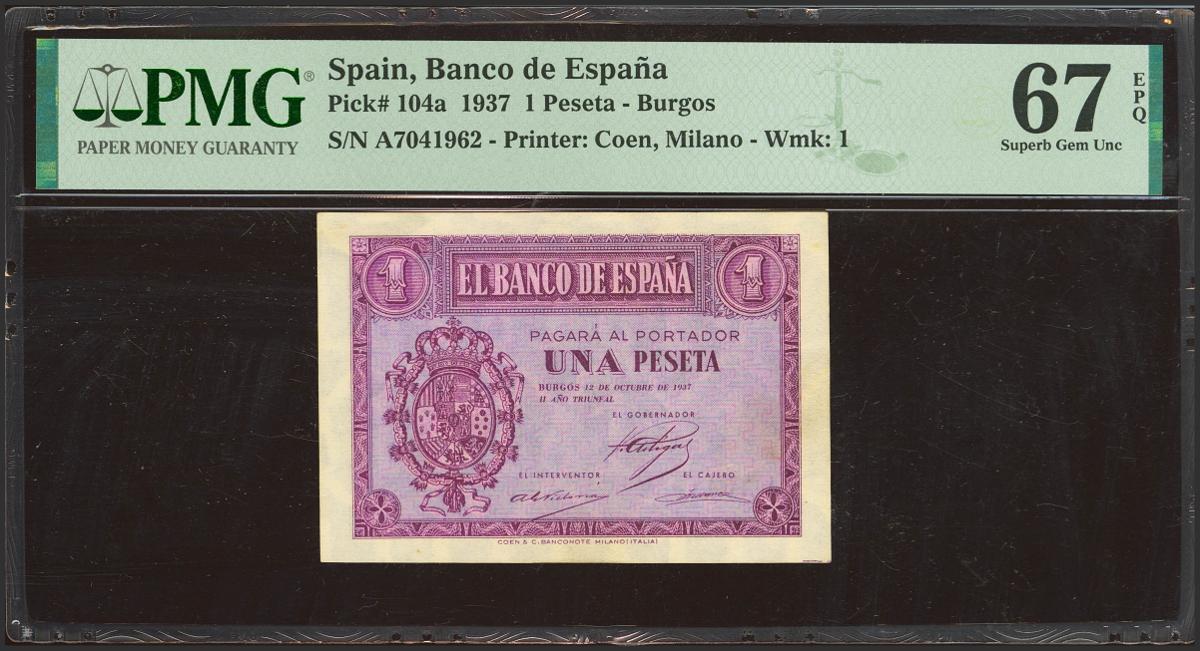 PMG®
PAPER MONEY GUARANTY
Spain, Banco de España
Pick# 104a 1937 1 Peseta - Burgos
S/N A7041962 - Printer: Coen, Milano - Wmk: 1
67
EPQ
Superb Gem Unc
1
EL BANCO DE ESPAÑA
1
PAGARÁ AL PORTADOR
UNA PESETA
BURGOS 12 DE OCTUBRE DE 1937
II AÑO TRIUNFAL
EL GOBERNADOR
EL INTERVENTOR
EL CAJERO
COEN & C. BANCONOTE MILANO (ITALIA)